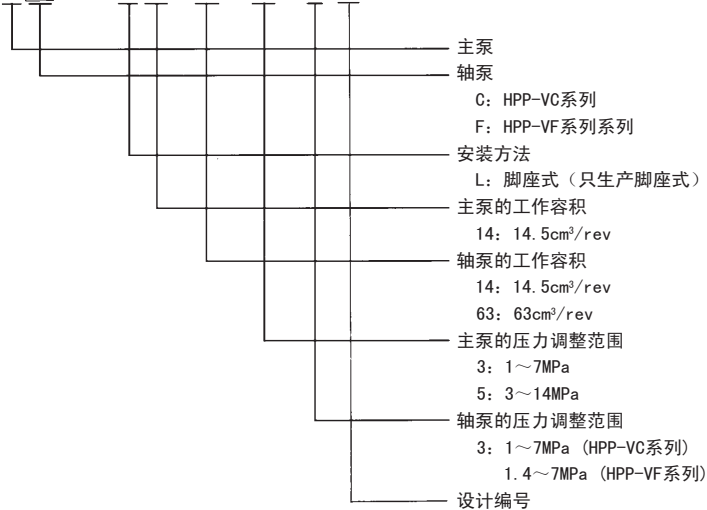 主泵
轴泵
C: HPP-VC系列
F: HPP-VF系列系列
安装方法
L: 脚座式（只生产脚座式）
主泵的工作容积
14: 14.5cm³/rev
轴泵的工作容积
14: 14.5cm³/rev
63: 63cm³/rev
主泵的压力调整范围
3: 1～7MPa
5: 3～14MPa
轴泵的压力调整范围
3: 1～7MPa (HPP-VC系列)
1.4～7MPa (HPP-VF系列)
设计编号